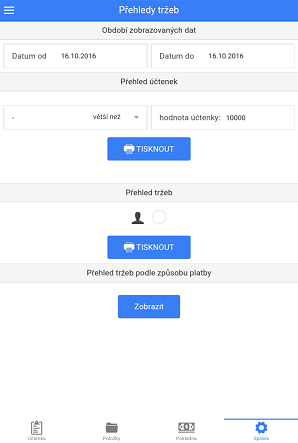 Přehledy tržeb
Období zobrazovaných dat
Datum od 16.10.2016 Datum do 16.10.2016
Přehled účtenek
- větší než hodnota účtenky: 10000
TISKNOUT
Přehled tržeb
TISKNOUT
Přehled tržeb podle způsobu platby
Zobrazit
Účtenka Položky Pokladna Správa